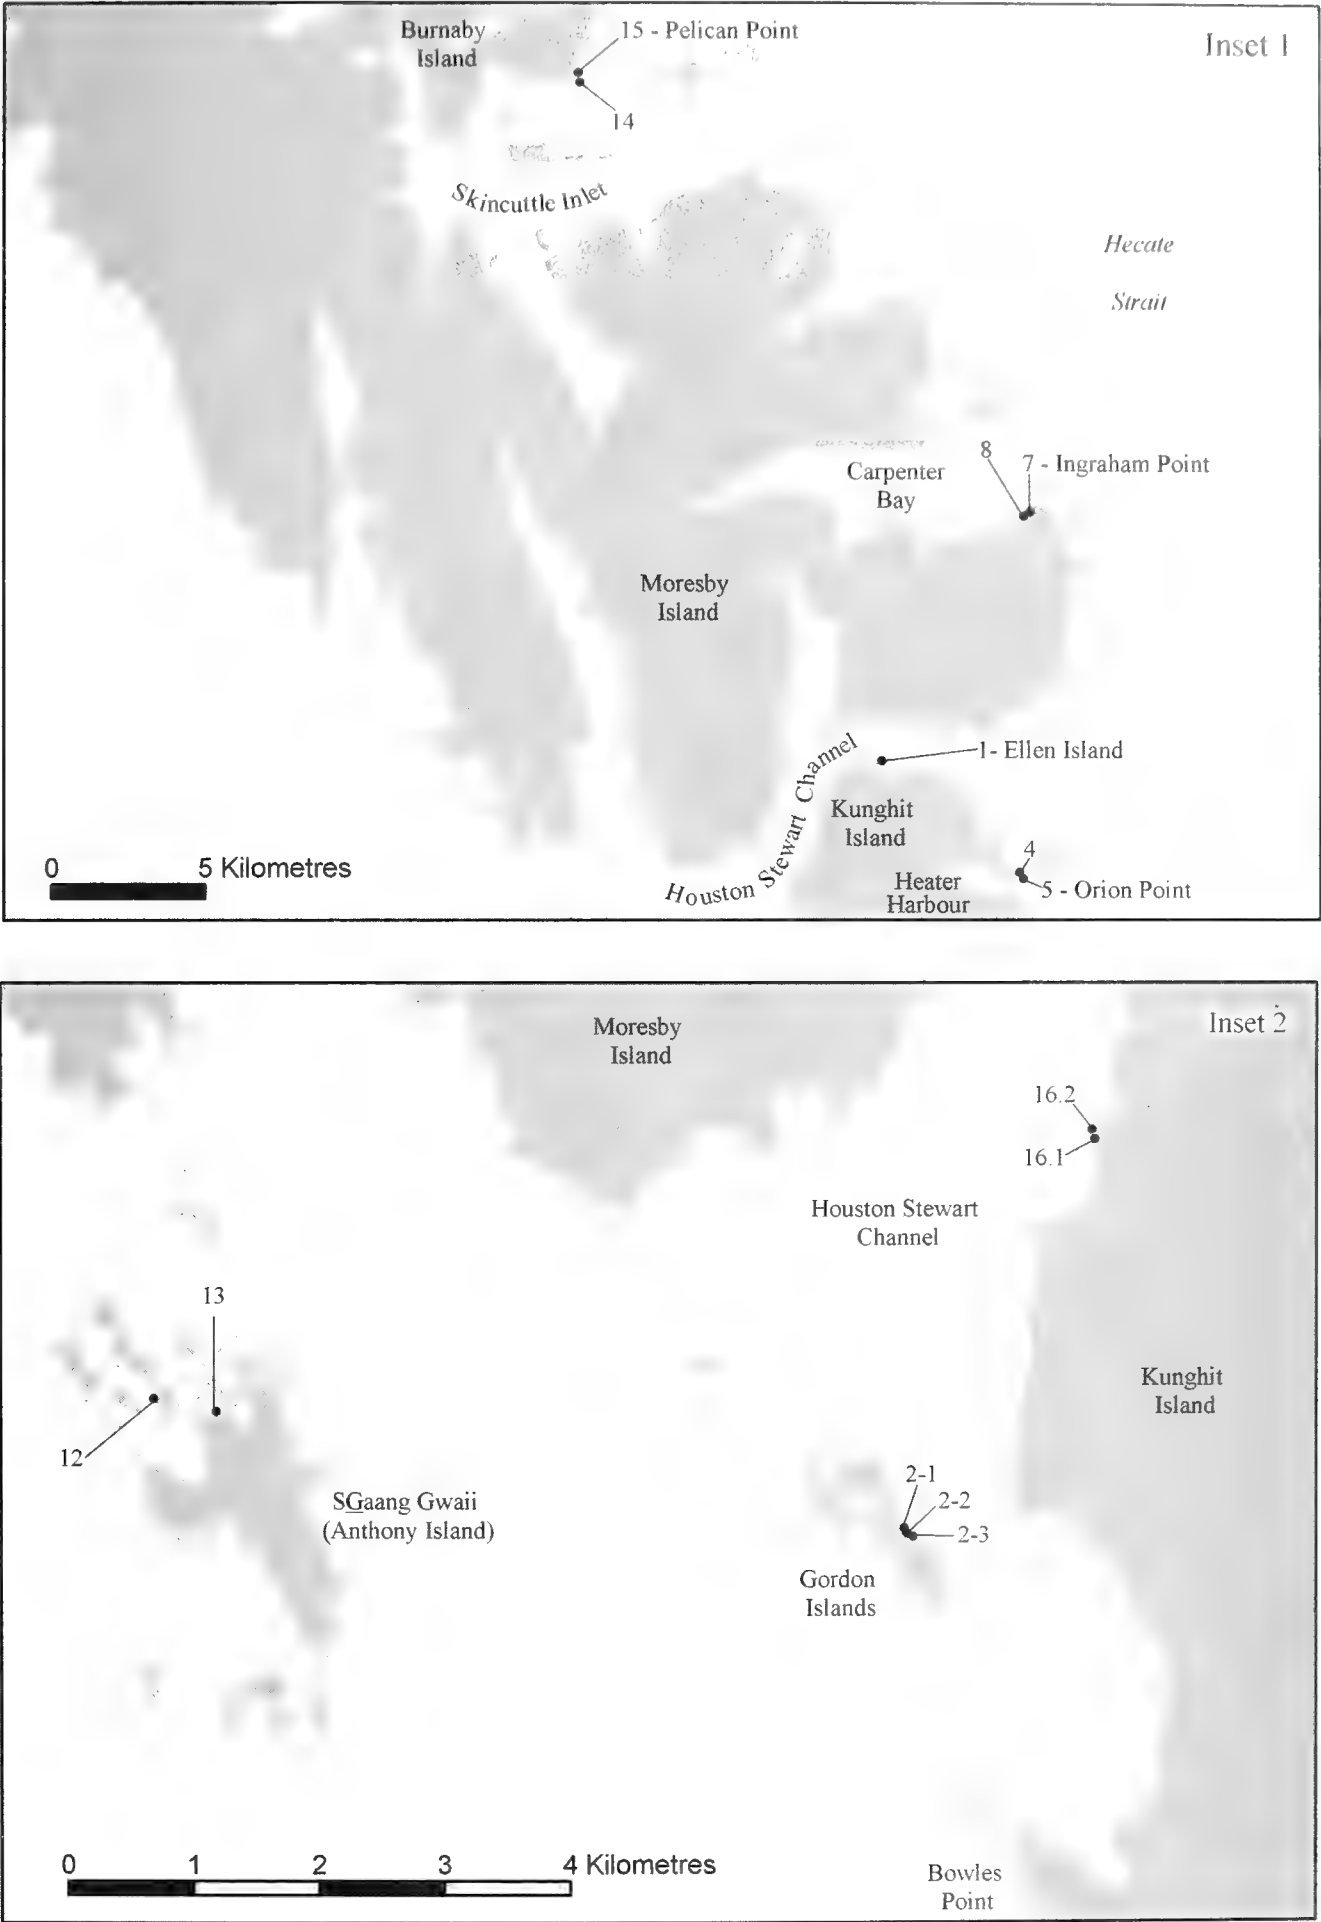 Burnaby
Island
15 - Pelican Point
Inset 1
14
Skincuttle Inlet
Hecate
Strait
8
7 - Ingraham Point
Carpenter
Bay
Moresby
Island
1- Ellen Island
Houston Stewart Channel
Kunghit
Island
4
5 - Orion Point
Heater
Harbour
0 5 Kilometres
Moresby
Island
Inset 2
16.2
16.1
Houston Stewart
Channel
13
12
Kunghit
Island
2-1
2-2
2-3
SGaang Gwaii
(Anthony Island)
Gordon
Islands
0 1 2 3 4 Kilometres
Bowles
Point